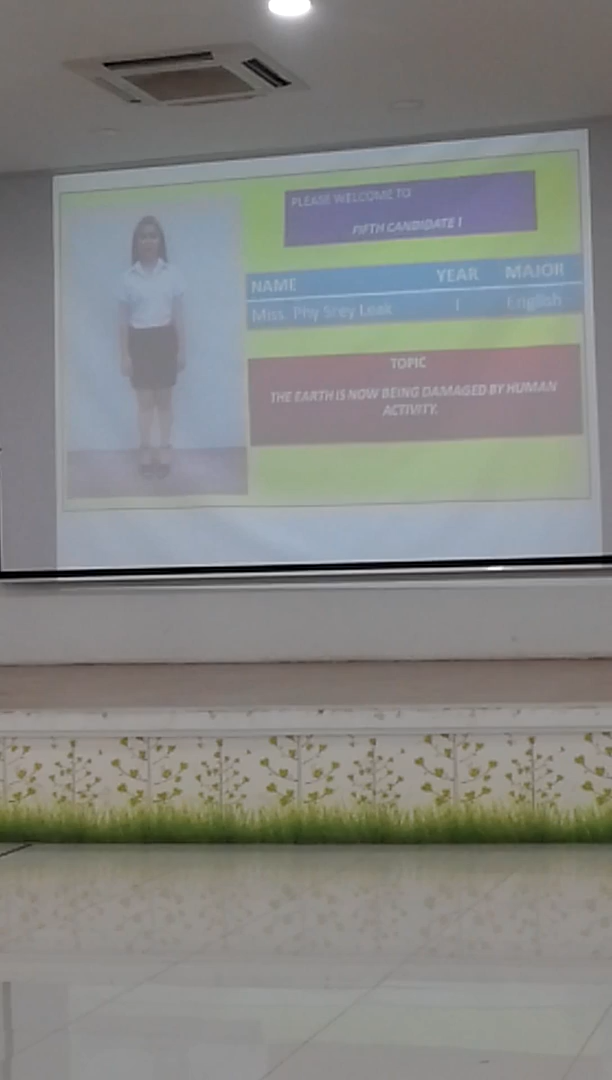 PLEASE WELCOME TO
FIFTH CANDIDATE !
NAME YEAR MAJOR
Miss. Phy Srey Leak I English
TOPIC
THE EARTH IS NOW BEING DAMAGED BY HUMAN
ACTIVITY.